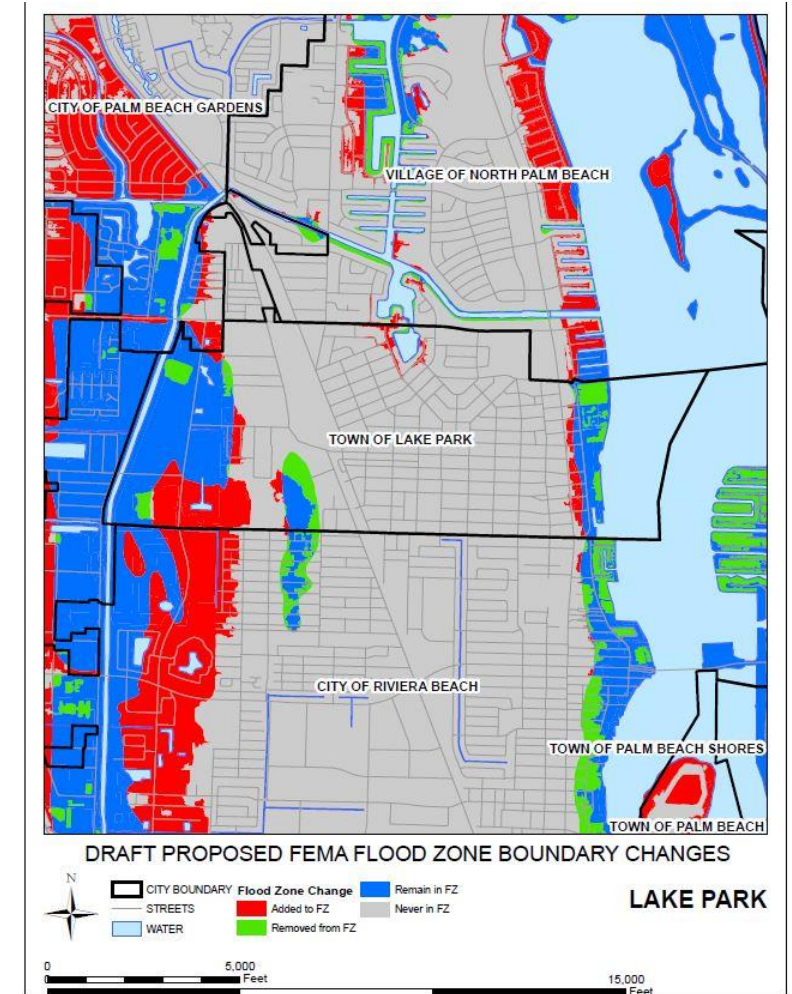 CITY OF PALM BEACH GARDENS
VILLAGE OF NORTH PALM BEACH
TOWN OF LAKE PARK
CITY OF RIVIERA BEACH
TOWN OF PALM BEACH SHORES
TOWN OF PALM BEACH
DRAFT PROPOSED FEMA FLOOD ZONE BOUNDARY CHANGES
N
CITY BOUNDARY Flood Zone Change Remain in FZ
STREETS Added to FZ Never in FZ
WATER Removed from FZ
LAKE PARK
0 5,000 15,000
Feet
Feet